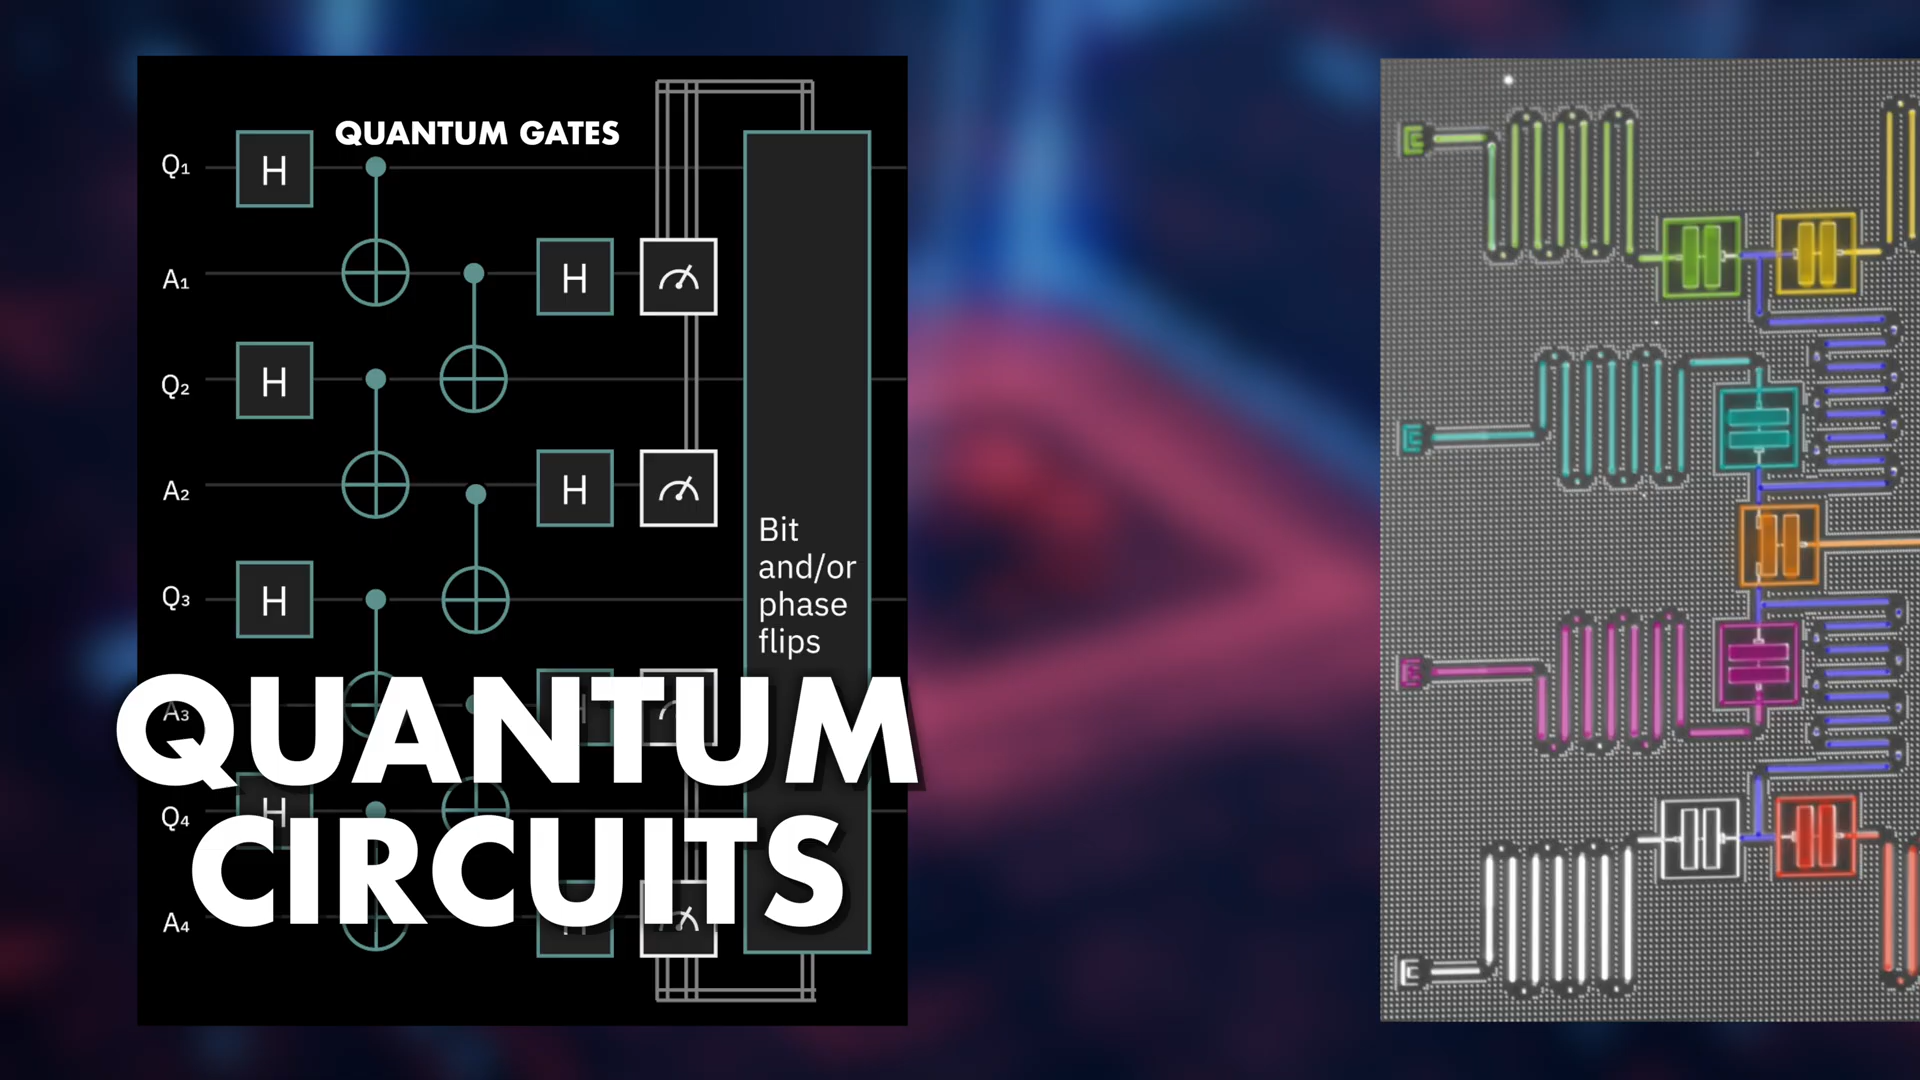 QUANTUM GATES
Q₁
H
A₁
H
Q₂
H
A₂
H
Bit
and/or
phase
flips
Q₃
H
A₃
H
QUANTUM
Q₄
H
CIRCUITS
A₄
H